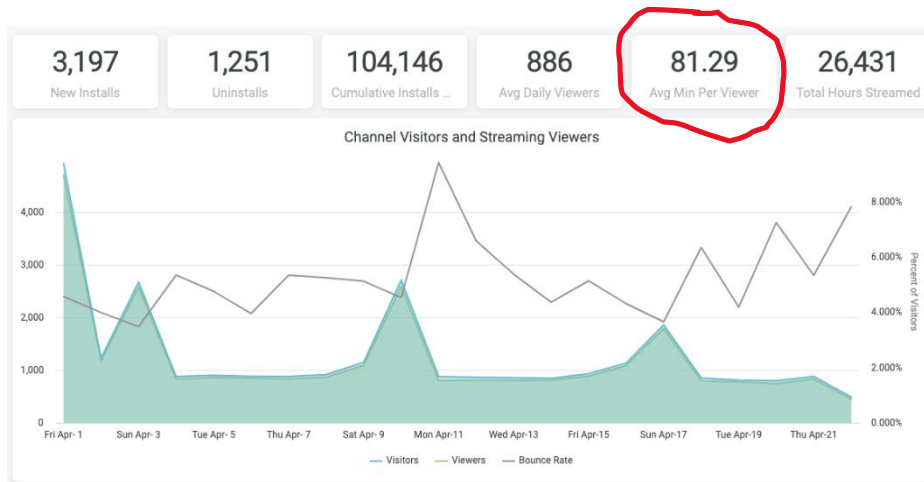 3,197
New Installs
1,251
Uninstalls
104,146
Cumulative Installs ...
886
Avg Daily Viewers
81.29
Avg Min Per Viewer
26,431
Total Hours Streamed
Channel Visitors and Streaming Viewers
4,000
3,000
2,000
1,000
0
8.000%
6.000%
4.000%
2.000%
0.000%
Percent of Visitors
Fri Apr- 1
Sun Apr- 3
Tue Apr- 5
Thu Apr- 7
Sat Apr- 9
Mon Apr-11
Wed Apr-13
Fri Apr-15
Sun Apr-17
Tue Apr-19
Thu Apr-21
Visitors
Viewers
Bounce Rate